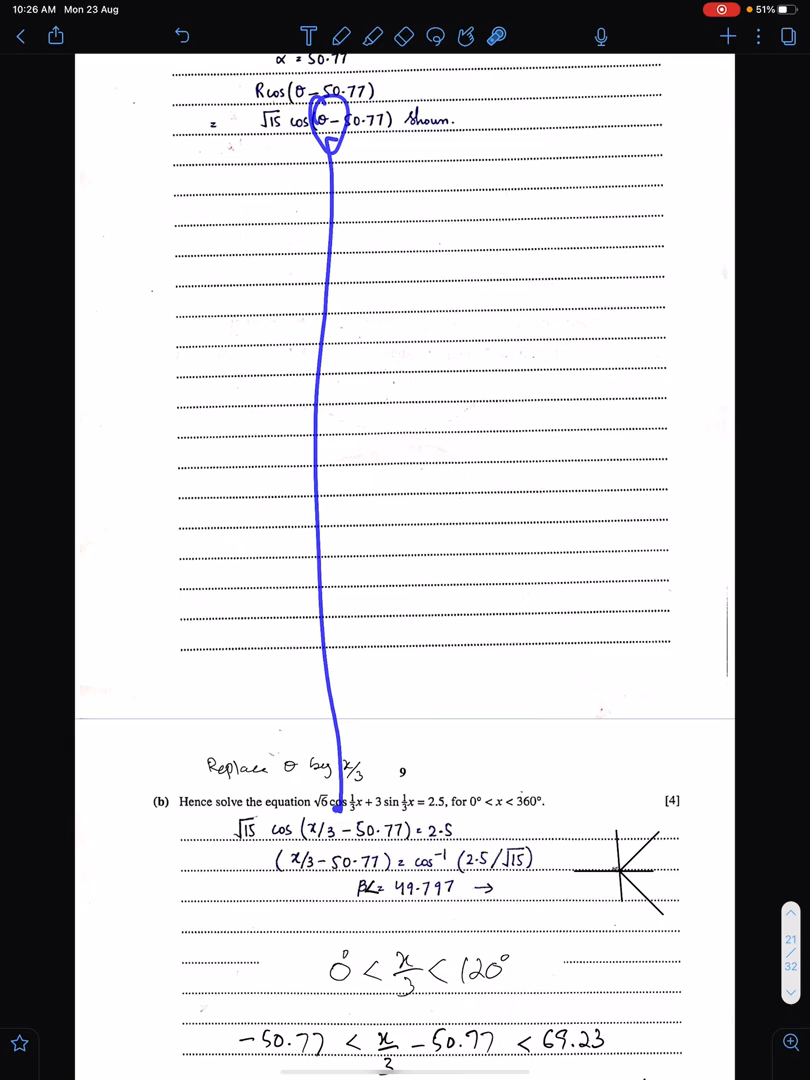 10:26 AM Mon 23 Aug
51%
T
α = 50.77
Rcos(θ - 50.77)
= √15 cos(θ - 50.77) Shown.
Replace θ by x/3
9
(b) Hence solve the equation √6 cos ⅓x + 3 sin ⅓x = 2.5, for 0° < x < 360°. [4]
√15 cos (x/3 - 50.77) = 2.5
(x/3 - 50.77) = cos⁻¹ (2.5/√15)
= 49.797 →
0° < x/3 < 120°
-50.77 < x/3 - 50.77 < 69.23
21
/
32